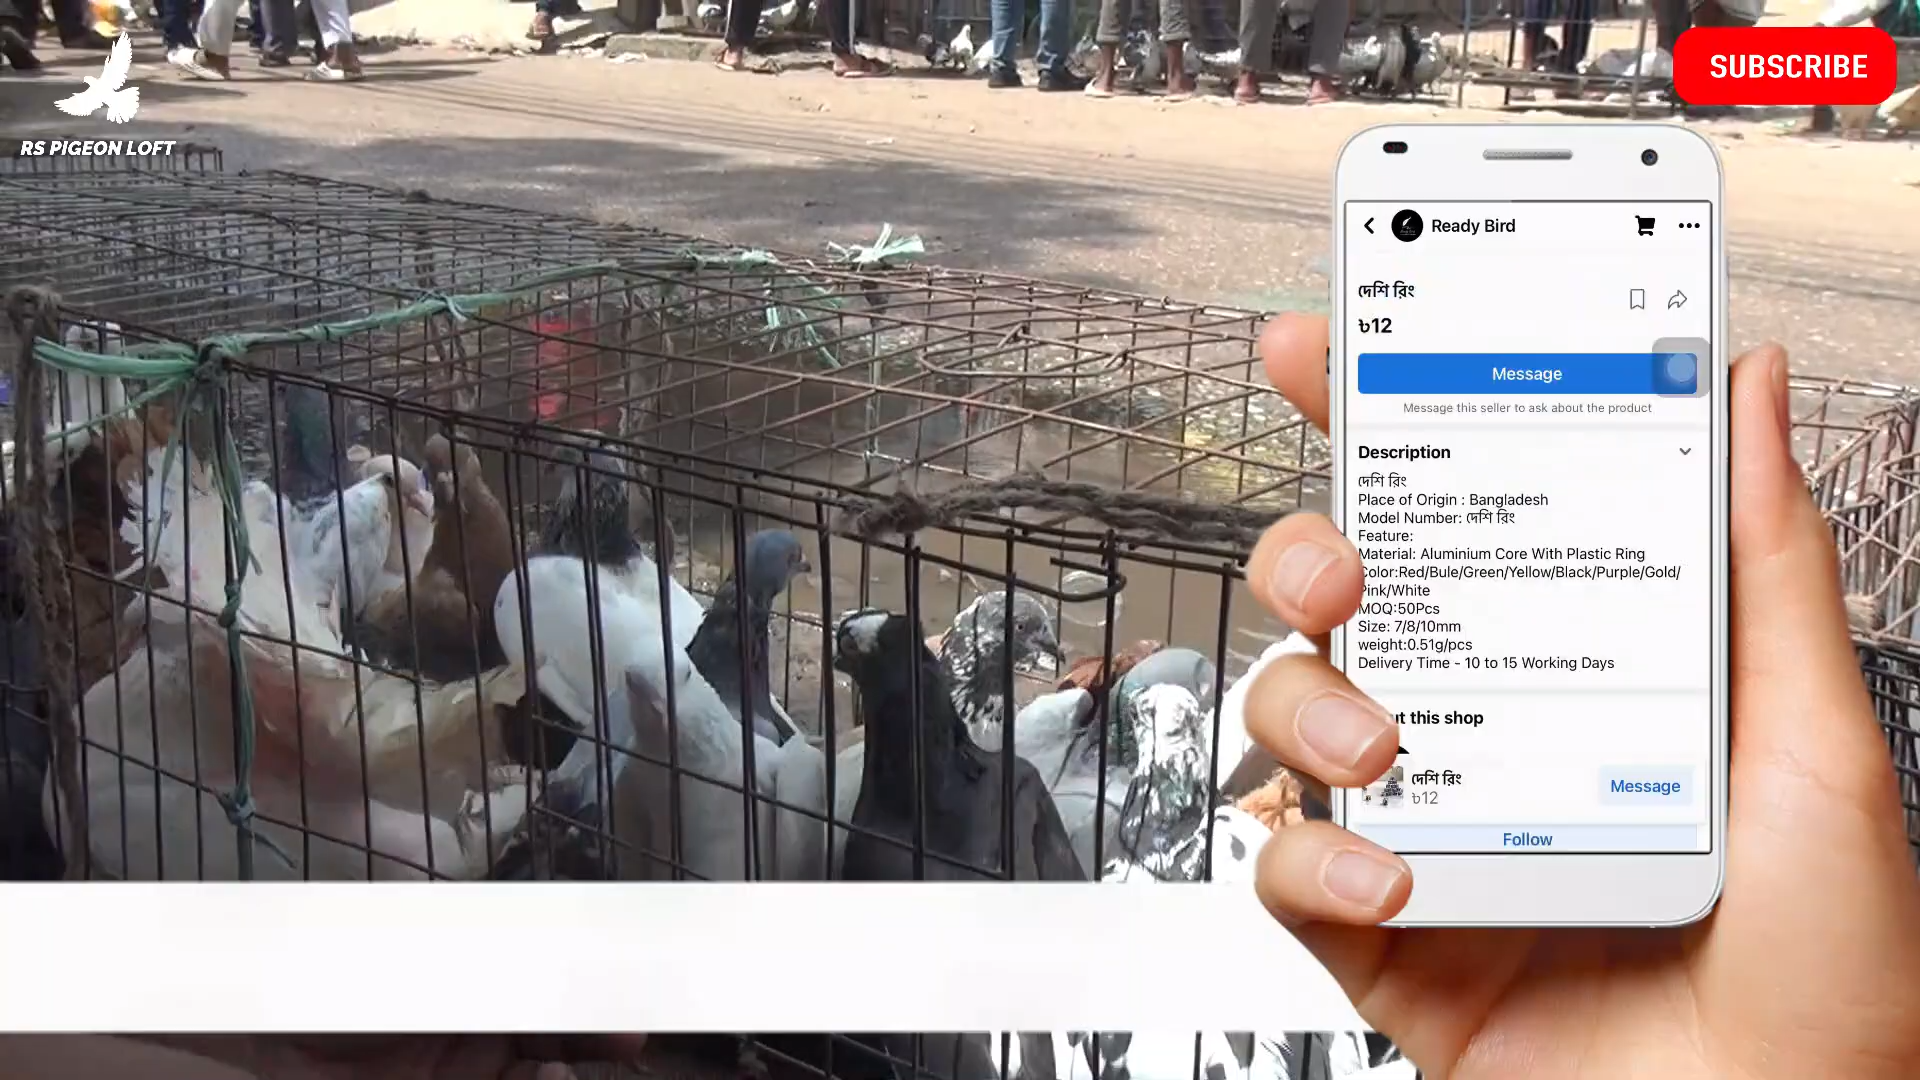 RS PIGEON LOFT
SUBSCRIBE
Ready Bird
দেশি রিং
৳12
Message
Message this seller to ask about the product
Description
দেশি রিং
Place of Origin : Bangladesh
Model Number: দেশি রিং
Feature:
Material: Aluminium Core With Plastic Ring
Color:Red/Bule/Green/Yellow/Black/Purple/Gold/
Pink/White
MOQ:50Pcs
Size: 7/8/10mm
weight:0.51g/pcs
Delivery Time - 10 to 15 Working Days
this shop
দেশি রিং
৳12
Message
Follow